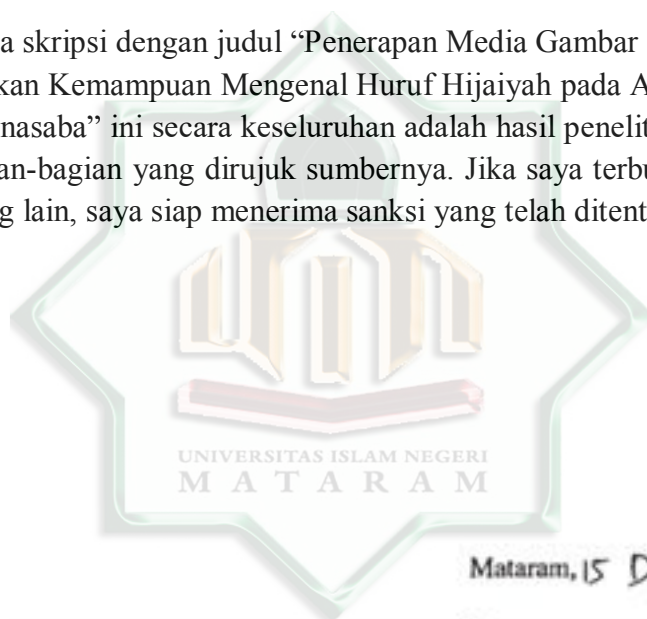 a skripsi dengan judul “Penerapan Media Gambar
kan Kemampuan Mengenal Huruf Hijaiyah pada A
nasaba” ini secara keseluruhan adalah hasil penelit
an-bagian yang dirujuk sumbernya. Jika saya terbu
g lain, saya siap menerima sanksi yang telah ditent
UNIVERSITAS ISLAM NEGERI
MATARAM
Mataram, 15 D